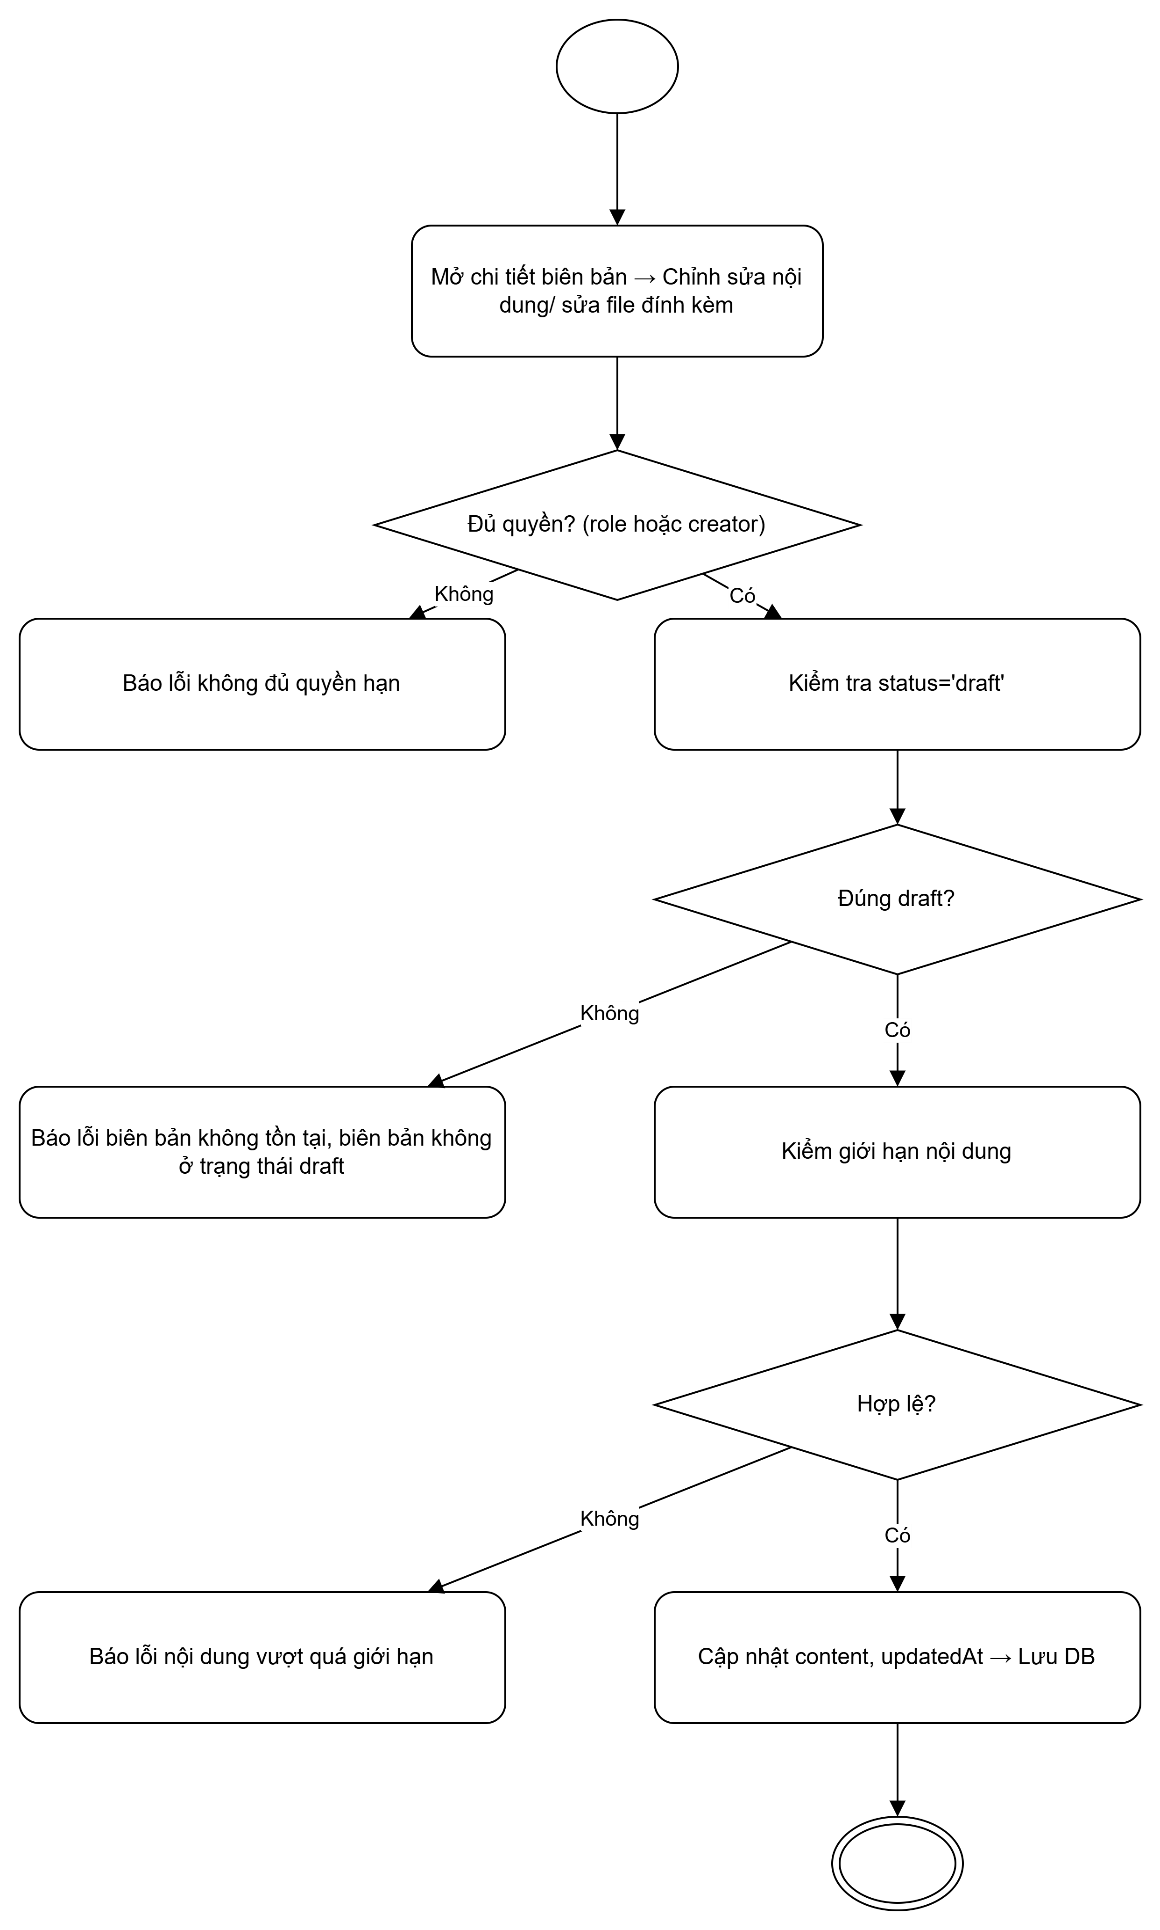 Mở chi tiết biên bản → Chỉnh sửa nội
dung/ sửa file đính kèm
Đủ quyền? (role hoặc creator)
Không
Có
Báo lỗi không đủ quyền hạn
Kiểm tra status='draft'
Đúng draft?
Không
Có
Báo lỗi biên bản không tồn tại, biên bản không
ở trạng thái draft
Kiểm giới hạn nội dung
Hợp lệ?
Không
Có
Báo lỗi nội dung vượt quá giới hạn
Cập nhật content, updatedAt → Lưu DB